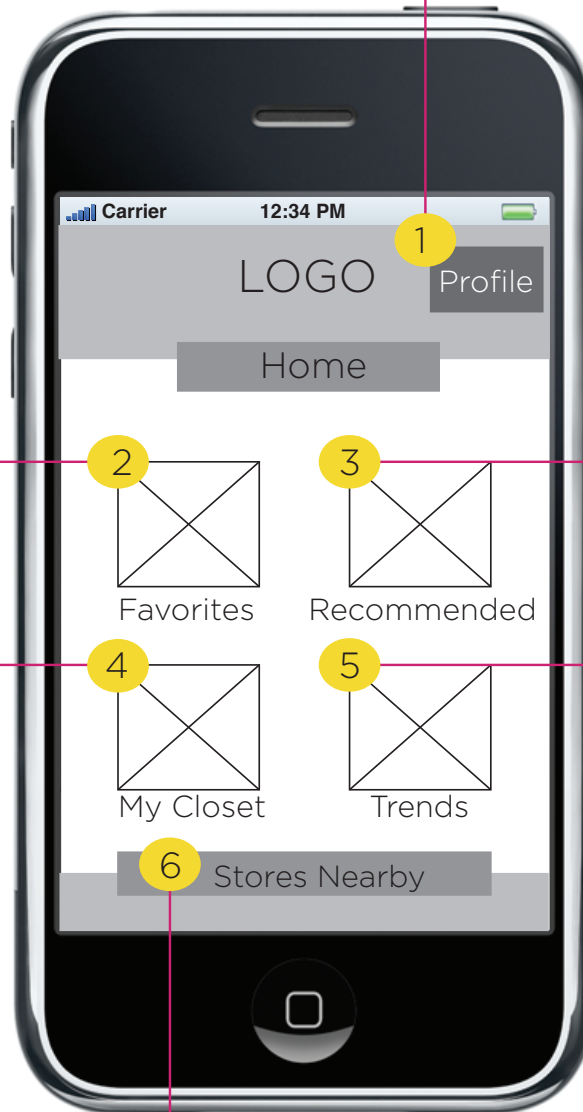 Carrier 12:34 PM
1
LOGO Profile
Home
2 3
Favorites Recommended
4 5
My Closet Trends
6 Stores Nearby